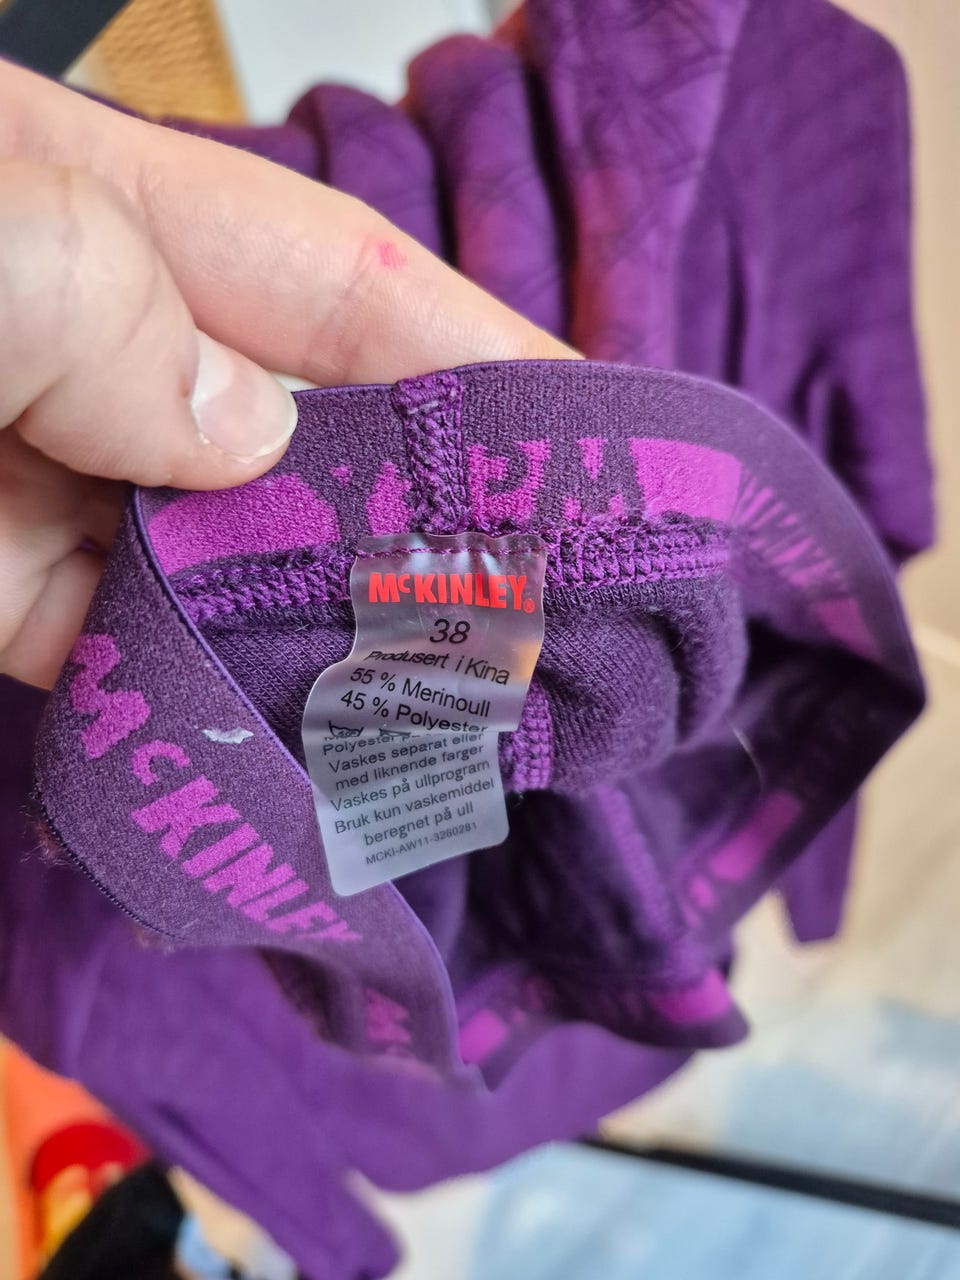 McKINLEY®
38
Produsert i Kina
55 % Merinoull
45 % Polyester
Vaskes separat eller
med liknende farger
Vaskes på ullprogram
Bruk kun vaskemiddel
beregnet på ull
MCKI-AW11-3260281
McKINLEY